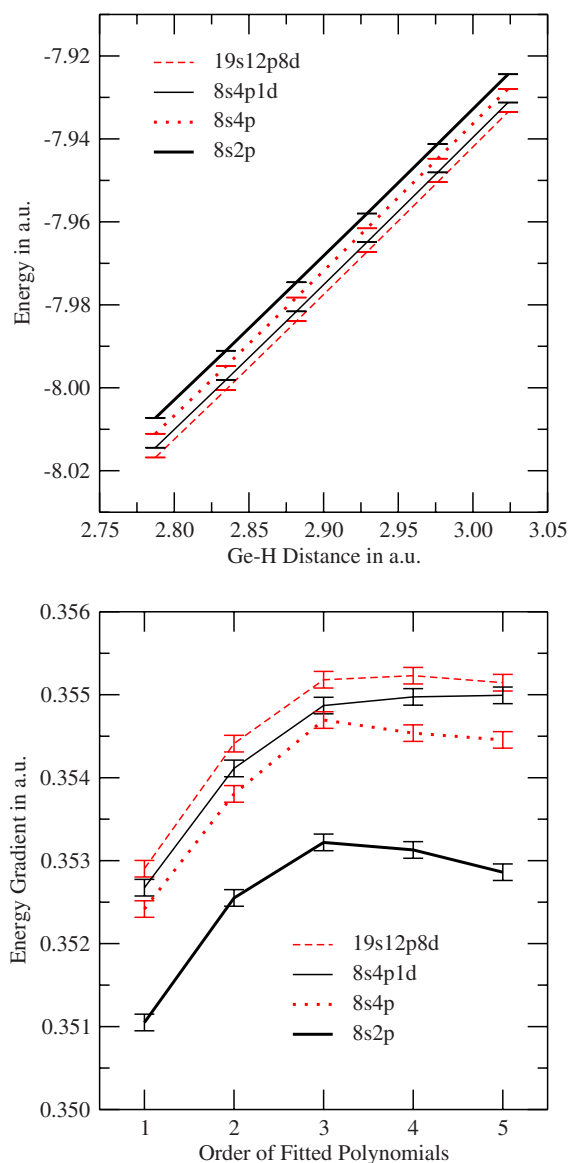 -7.92
-7.94
-7.96
-7.98
-8.00
-8.02
Energy in a.u.
19s12p8d
8s4p1d
8s4p
8s2p
2.75 2.80 2.85 2.90 2.95 3.00 3.05
Ge-H Distance in a.u.
0.356
0.355
0.354
0.353
0.352
0.351
0.350
Energy Gradient in a.u.
19s12p8d
8s4p1d
8s4p
8s2p
1 2 3 4 5
Order of Fitted Polynomials